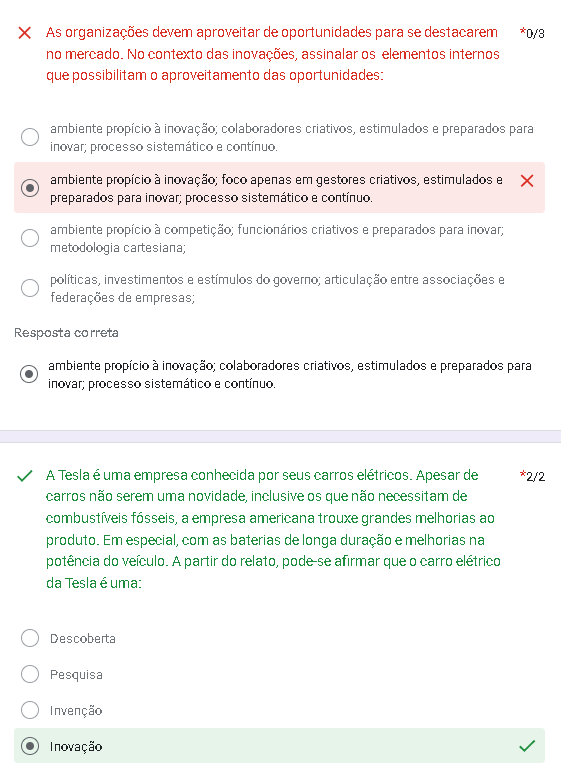 As organizações devem aproveitar de oportunidades para se destacarem *0/3
no mercado. No contexto das inovações, assinalar os elementos internos
que possibilitam o aproveitamento das oportunidades:
ambiente propício à inovação; colaboradores criativos, estimulados e preparados para
inovar; processo sistemático e contínuo.
ambiente propício à inovação; foco apenas em gestores criativos, estimulados e
preparados para inovar; processo sistemático e contínuo.
ambiente propício à competição; funcionários criativos e preparados para inovar;
metodologia cartesiana;
políticas, investimentos e estímulos do governo; articulação entre associações e
federações de empresas;
Resposta correta
ambiente propício à inovação; colaboradores criativos, estimulados e preparados para
inovar; processo sistemático e contínuo.
A Tesla é uma empresa conhecida por seus carros elétricos. Apesar de *2/2
carros não serem uma novidade, inclusive os que não necessitam de
combustíveis fósseis, a empresa americana trouxe grandes melhorias ao
produto. Em especial, com as baterias de longa duração e melhorias na
potência do veículo. A partir do relato, pode-se afirmar que o carro elétrico
da Tesla é uma:
Descoberta
Pesquisa
Invenção
Inovação